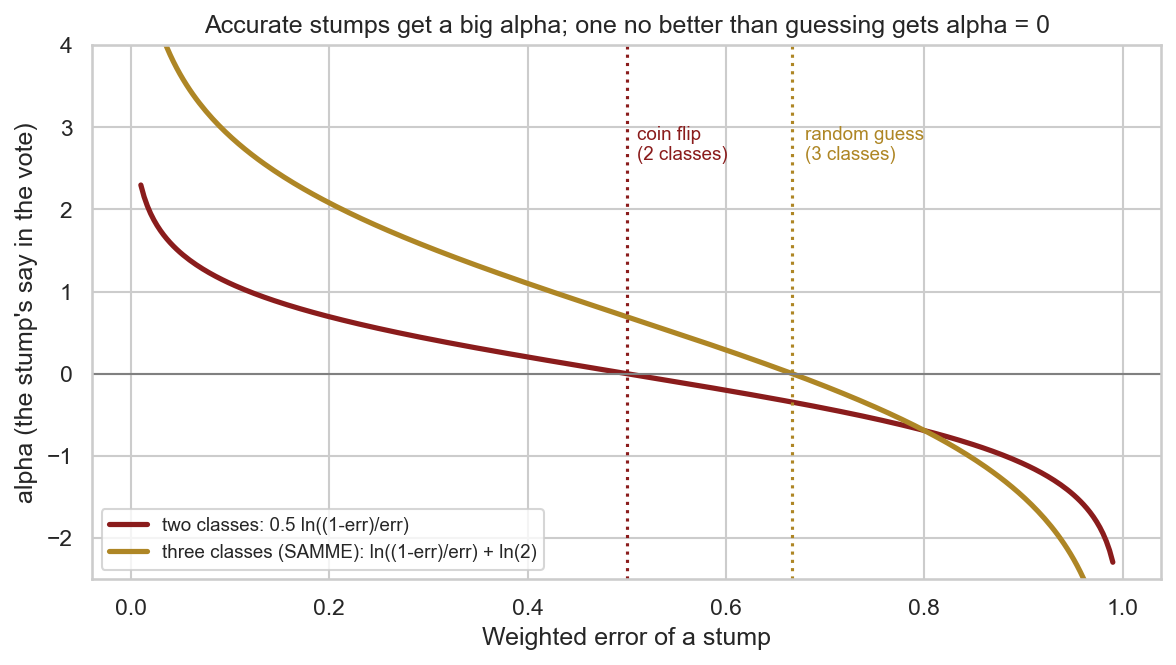 Accurate stumps get a big alpha; one no better than guessing gets alpha = 0
alpha (the stump's say in the vote)
4
3
2
1
0
−1
−2
coin flip
(2 classes)
random guess
(3 classes)
two classes: 0.5 ln((1-err)/err)
three classes (SAMME): ln((1-err)/err) + ln(2)
0.0 0.2 0.4 0.6 0.8 1.0
Weighted error of a stump